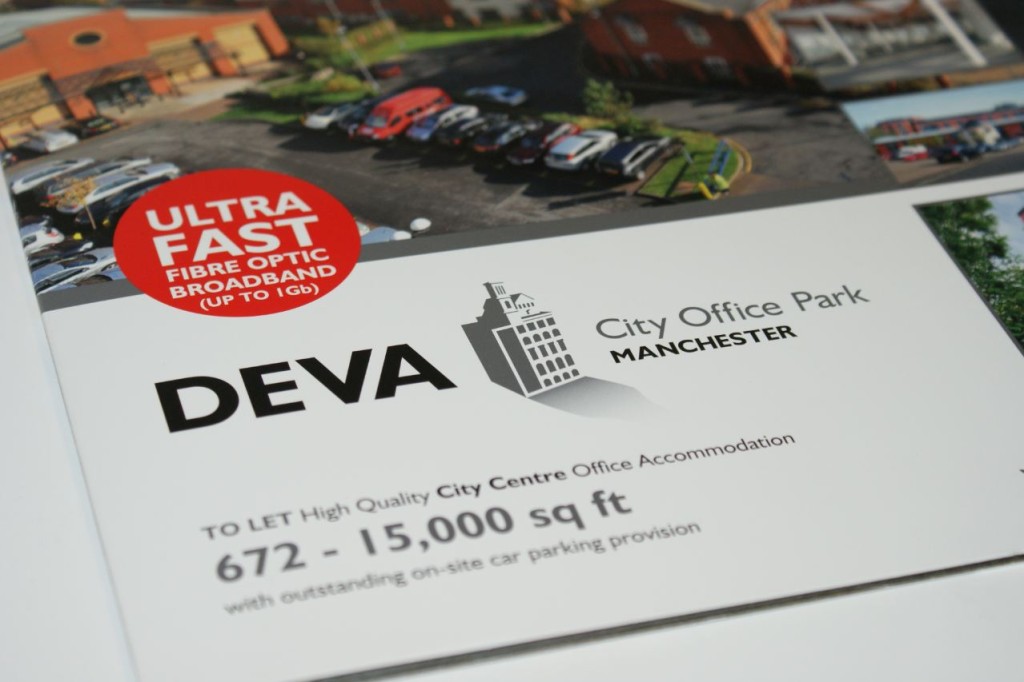 ULTRA
FAST
FIBRE OPTIC
BROADBAND
(UP TO 1Gb)
DEVA
City Office Park
MANCHESTER
TO LET High Quality City Centre Office Accommodation
672 - 15,000 sq ft
with outstanding on-site car parking provision